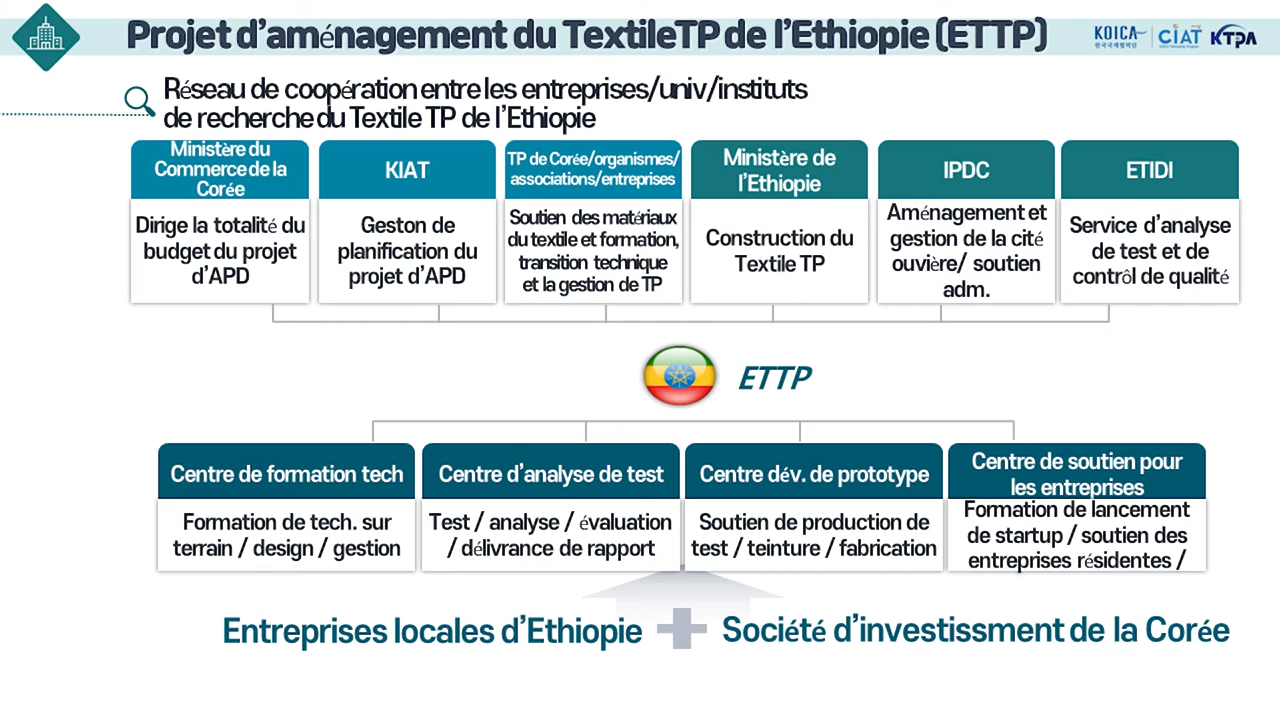 Projet d'aménagement du TextileTP de l'Ethiopie (ETTP)
KOICA
한국국제협력단
CIAT
KTPA
Réseau de coopération entre les entreprises/univ/instituts
de recherche du Textile TP de l'Ethiopie
Ministère du
Commerce de la
Corée
Dirige la totalité du
budget du projet
d'APD
KIAT
Geston de
planification du
projet d'APD
TP de Corée/organismes/
associations/entreprises
Soutien des matériaux
du textile et formation,
transition technique
et la gestion de TP
Ministère de
l'Ethiopie
Construction du
Textile TP
IPDC
Aménagement et
gestion de la cité
ouvière/ soutien
adm.
ETIDI
Service d'analyse
de test et de
contrôl de qualité
ETTP
Centre de formation tech
Formation de tech. sur
terrain / design / gestion
Centre d'analyse de test
Test / analyse / évaluation
/ délivrance de rapport
Centre dév. de prototype
Soutien de production de
test / teinture / fabrication
Centre de soutien pour
les entreprises
Formation de lancement
de startup / soutien des
entreprises résidentes /
Entreprises locales d'Ethiopie
Société d'investissment de la Corée